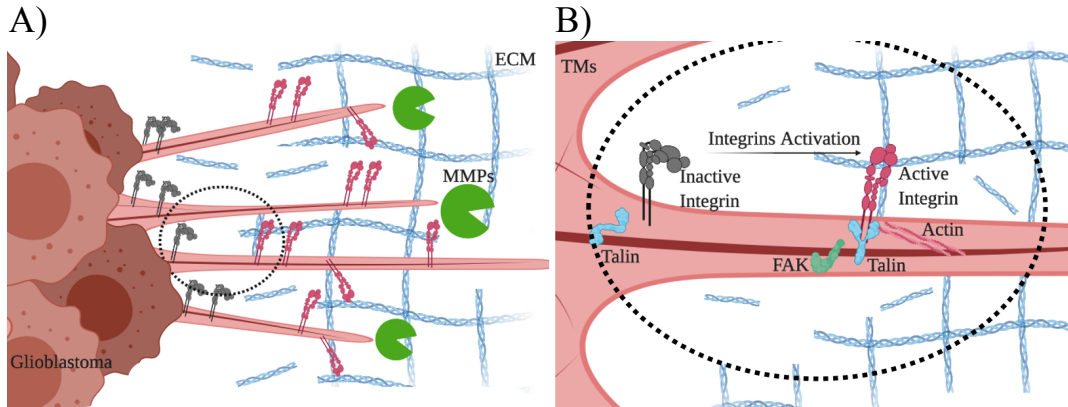 A)
ECM
MMPs
Glioblastoma
B)
TMs
Integrins Activation
Inactive
Integrin
Active
Integrin
Actin
Talin
FAK
Talin